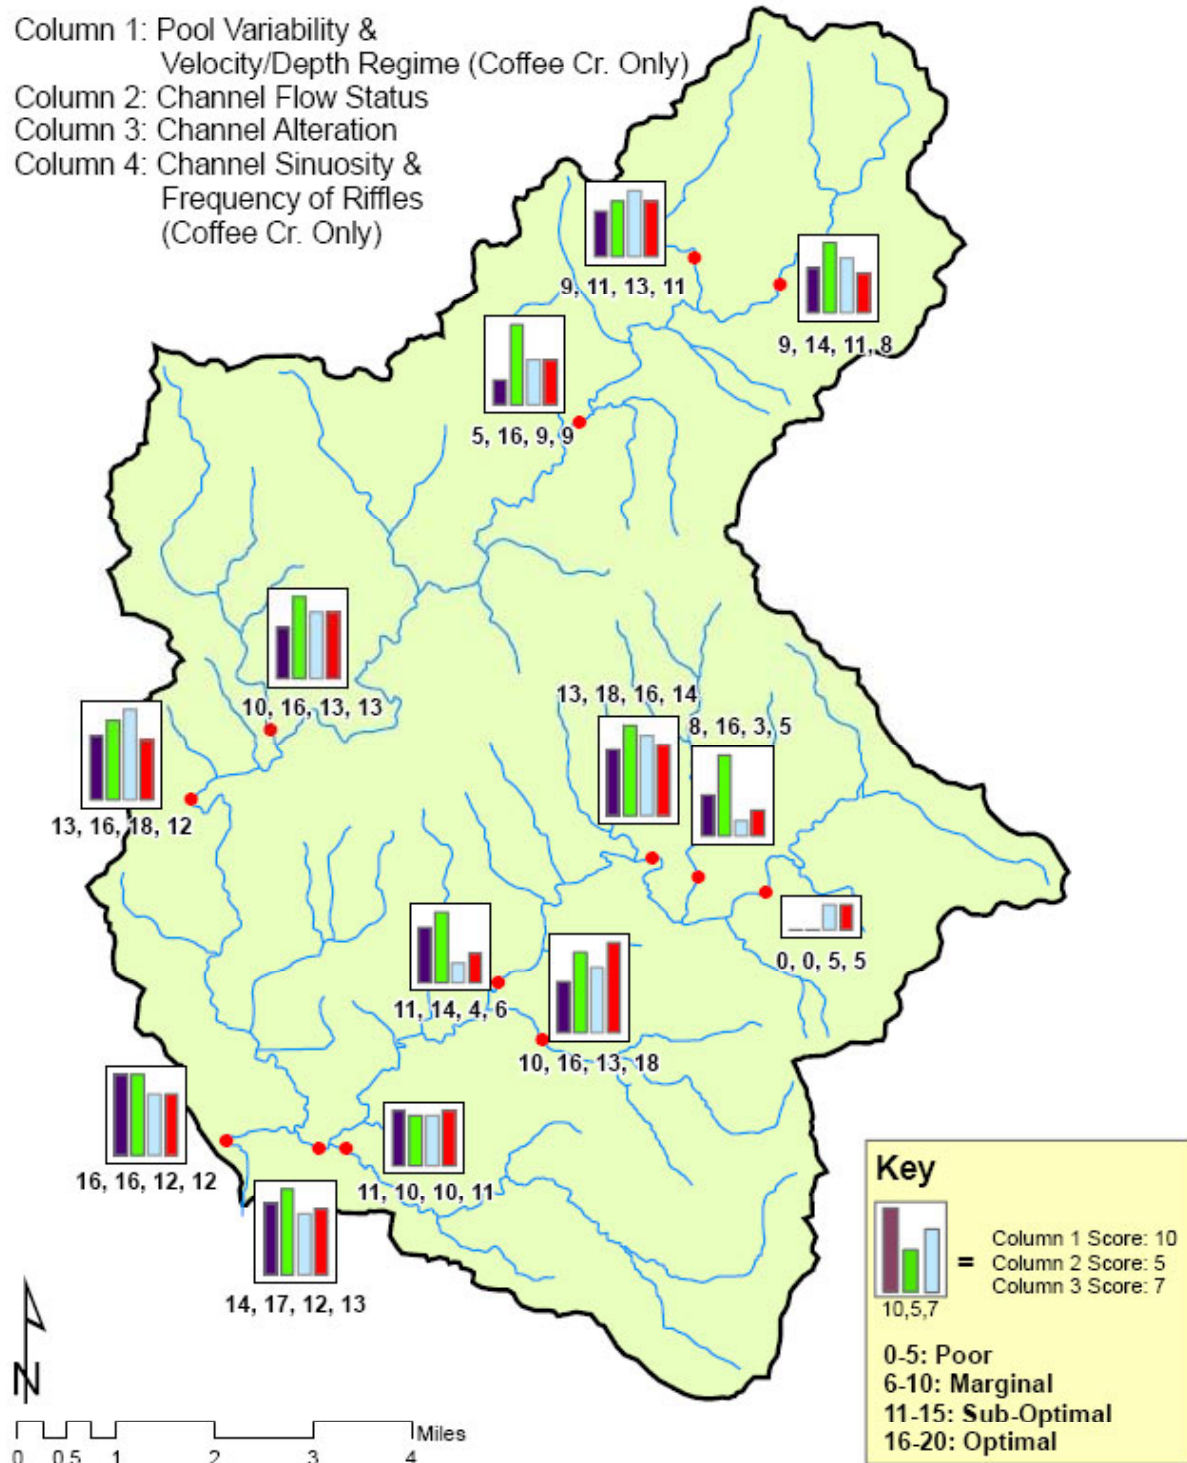 Column 1: Pool Variability &
Velocity/Depth Regime (Coffee Cr. Only)
Column 2: Channel Flow Status
Column 3: Channel Alteration
Column 4: Channel Sinuosity &
Frequency of Riffles
(Coffee Cr. Only)
9, 11, 13, 11
9, 14, 11, 8
5, 16, 9, 9
10, 16, 13, 13
13, 18, 16, 14
8, 16, 3, 5
13, 16, 18, 12
0, 0, 5, 5
11, 14, 4, 6
10, 16, 13, 18
16, 16, 12, 12
11, 10, 10, 11
14, 17, 12, 13
Key
Column 1 Score: 10
= Column 2 Score: 5
Column 3 Score: 7
10,5,7
0-5: Poor
6-10: Marginal
11-15: Sub-Optimal
16-20: Optimal
N
Miles
0 0.5 1 2 3 4